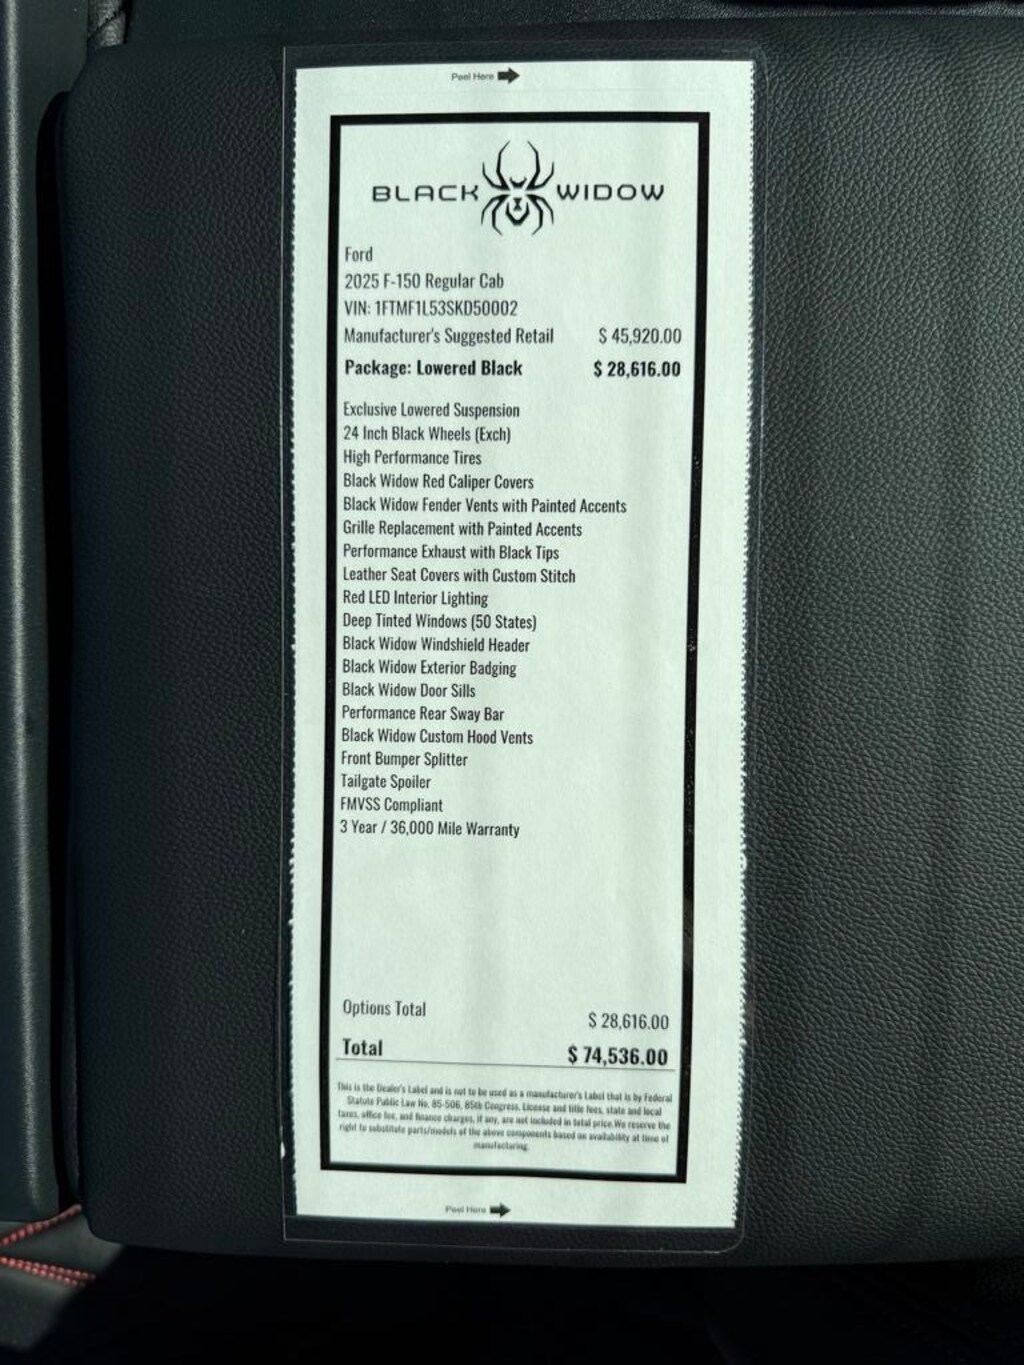 Peel Here
BLACK WIDOW
Ford
2025 F-150 Regular Cab
VIN: 1FTMF1L53SKD50002
Manufacturer's Suggested Retail $ 45,920.00
Package: Lowered Black $ 28,616.00
Exclusive Lowered Suspension
24 Inch Black Wheels (Exch)
High Performance Tires
Black Widow Red Caliper Covers
Black Widow Fender Vents with Painted Accents
Grille Replacement with Painted Accents
Performance Exhaust with Black Tips
Leather Seat Covers with Custom Stitch
Red LED Interior Lighting
Deep Tinted Windows (50 States)
Black Widow Windshield Header
Black Widow Exterior Badging
Black Widow Door Sills
Performance Rear Sway Bar
Black Widow Custom Hood Vents
Front Bumper Splitter
Tailgate Spoiler
FMVSS Compliant
3 Year / 36,000 Mile Warranty
Options Total $ 28,616.00
Total $ 74,536.00
This is the Dealer's Label and is not to be used as a manufacturer's Label that is by Federal
Statute Public Law No. 85-506, 85th Congress. License and title fees, state and local
taxes, office fee, and finance charges, if any, are not included in total price.We reserve the
right to substitute parts/models of the above components based on availability at time of
manufacturing.
Peel Here